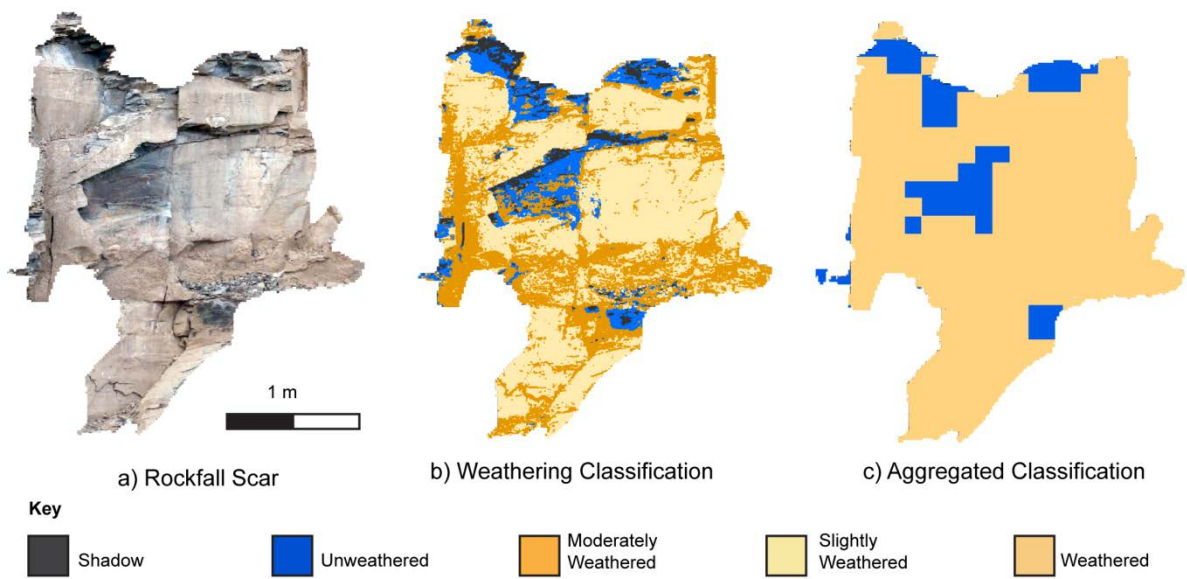 1 m
a) Rockfall Scar
b) Weathering Classification
c) Aggregated Classification
Key
Shadow
Unweathered
Moderately
Weathered
Slightly
Weathered
Weathered